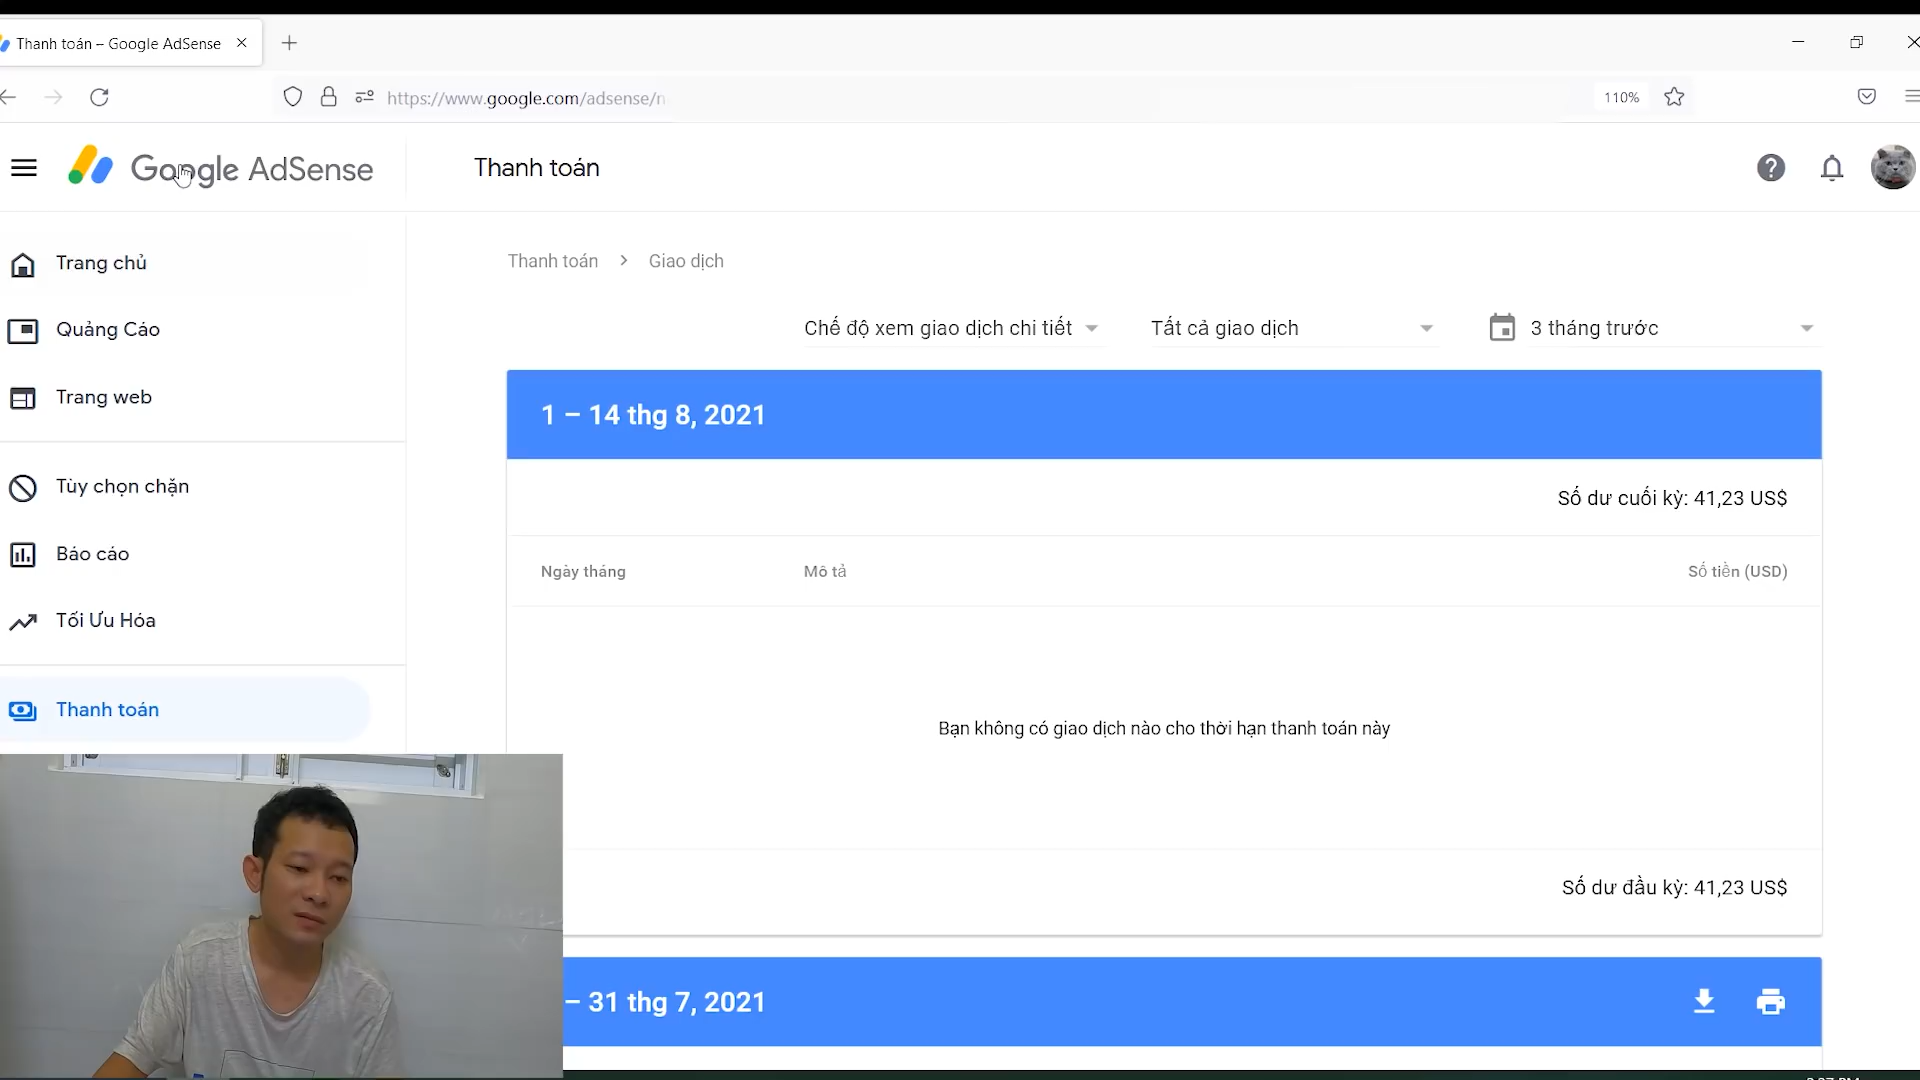 Thanh toán – Google AdSense
https://www.google.com/adsense/n
110%
Google AdSense
Thanh toán
Trang chủ
Quảng Cáo
Trang web
Tùy chọn chặn
Báo cáo
Tối Ưu Hóa
Thanh toán
Thanh toán > Giao dịch
Chế độ xem giao dịch chi tiết
Tất cả giao dịch
3 tháng trước
1 – 14 thg 8, 2021
Số dư cuối kỳ: 41,23 US$
Ngày tháng
Mô tả
Số tiền (USD)
Bạn không có giao dịch nào cho thời hạn thanh toán này
Số dư đầu kỳ: 41,23 US$
– 31 thg 7, 2021